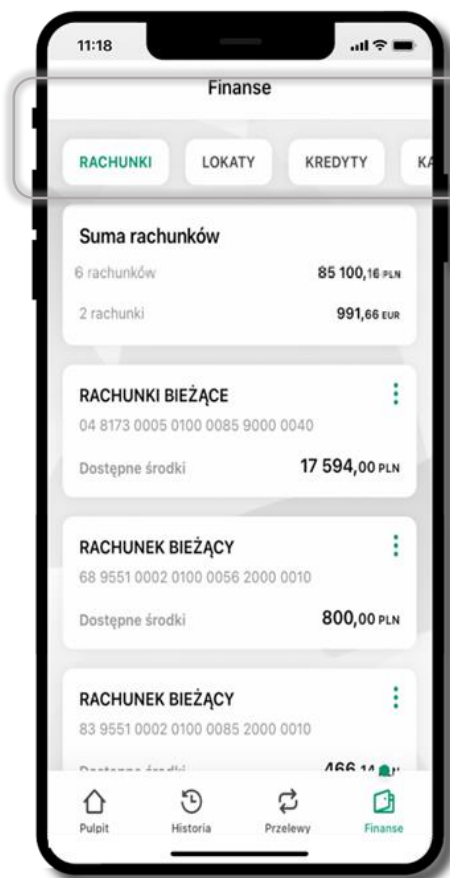 11:18
Finanse
RACHUNKI LOKATY KREDYTY
Suma rachunków
6 rachunków 85 100,16 PLN
2 rachunki 991,66 EUR
RACHUNKI BIEŻĄCE
04 8173 0005 0100 0085 9000 0040
Dostępne środki 17 594,00 PLN
RACHUNEK BIEŻĄCY
68 9551 0002 0100 0056 2000 0010
Dostępne środki 800,00 PLN
RACHUNEK BIEŻĄCY
83 9551 0002 0100 0085 2000 0010
Pulpit Historia Przelewy Finanse